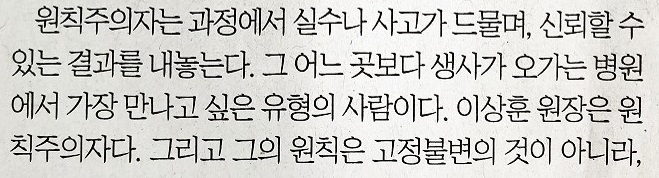 원칙주의자는 과정에서 실수나 사고가 드물며, 신뢰할 수
있는 결과를 내놓는다. 그 어느 곳보다 생사가 오가는 병원
에서 가장 만나고 싶은 유형의 사람이다. 이상훈 원장은 원
칙주의자다. 그리고 그의 원칙은 고정불변의 것이 아니라,